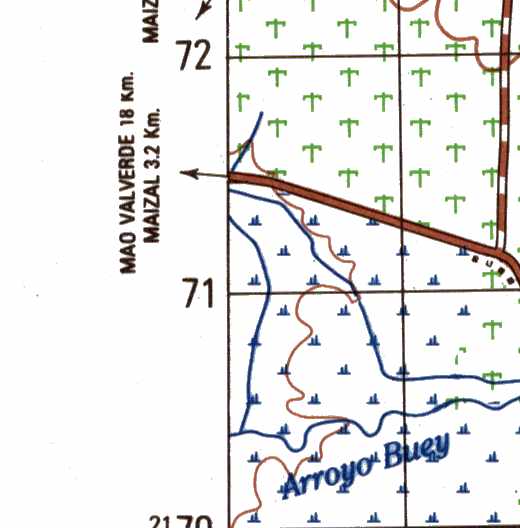 MAIZ
72
MAO VALVERDE 18 Km.
MAIZAL 3.2 Km.
71
Arroyo Buey
2170